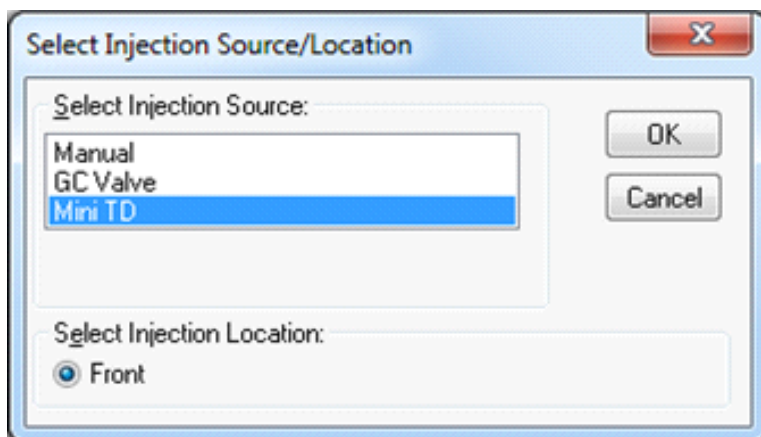 Select Injection Source/Location
Select Injection Source:
Manual
GC Valve
Mini TD
OK
Cancel
Select Injection Location:
Front